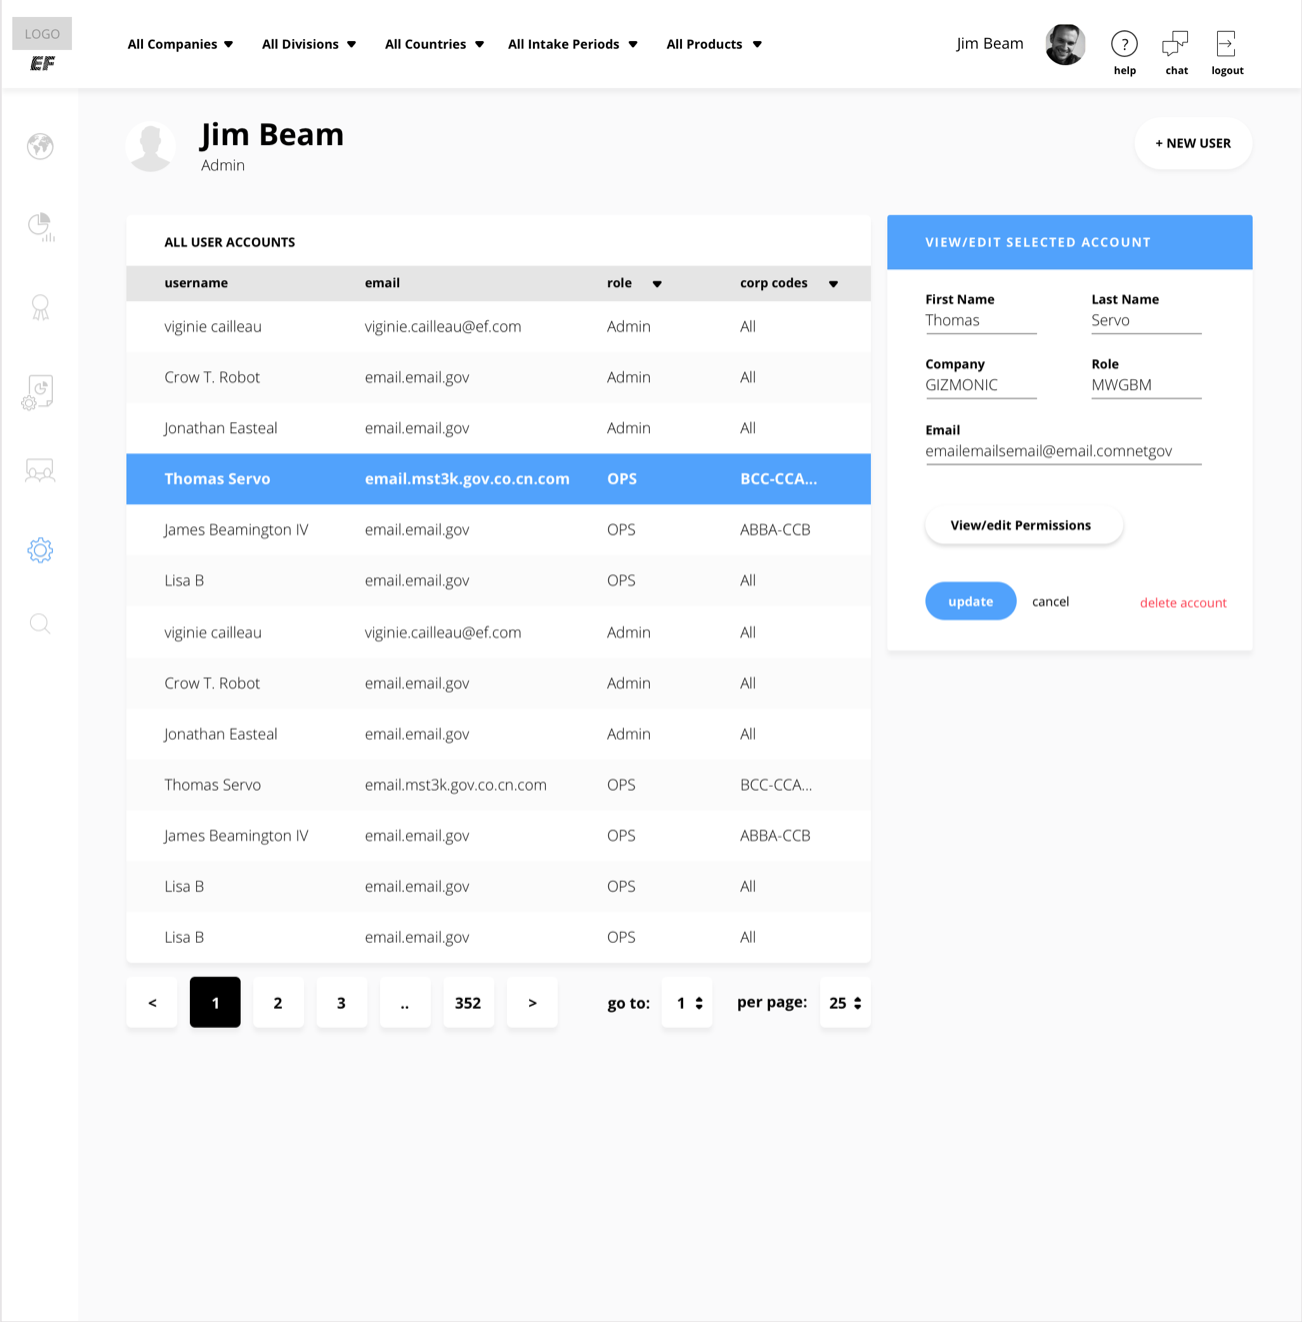 LOGO
EF
All Companies All Divisions All Countries All Intake Periods All Products
Jim Beam
? help chat logout
Jim Beam
Admin
+ NEW USER
ALL USER ACCOUNTS
username email role corp codes
viginie cailleau viginie.cailleau@ef.com Admin All
Crow T. Robot email.email.gov Admin All
Jonathan Easteal email.email.gov Admin All
Thomas Servo email.mst3k.gov.co.cn.com OPS BCC-CCA...
James Beamington IV email.email.gov OPS ABBA-CCB
Lisa B email.email.gov OPS All
viginie cailleau viginie.cailleau@ef.com Admin All
Crow T. Robot email.email.gov Admin All
Jonathan Easteal email.email.gov Admin All
Thomas Servo email.mst3k.gov.co.cn.com OPS BCC-CCA...
James Beamington IV email.email.gov OPS ABBA-CCB
Lisa B email.email.gov OPS All
Lisa B email.email.gov OPS All
< 1 2 3 .. 352 > go to: 1 per page: 25
VIEW/EDIT SELECTED ACCOUNT
First Name Last Name
Thomas Servo
Company Role
GIZMONIC MWGBM
Email
emailemailsemail@email.comnetgov
View/edit Permissions
update cancel delete account